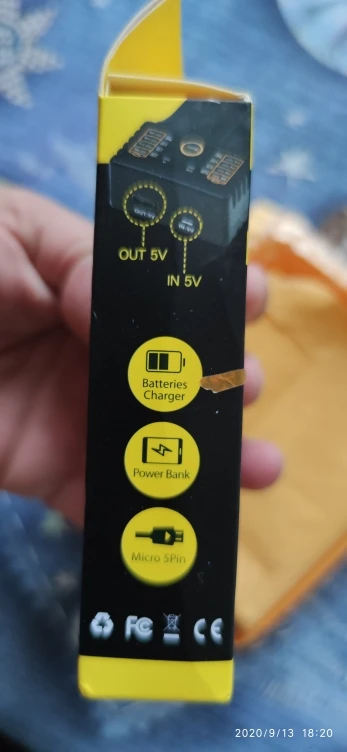 OUT 5V
IN 5V
Batteries
Charger
Power Bank
Micro 5Pin
FC CE
2020/9/13 18:20